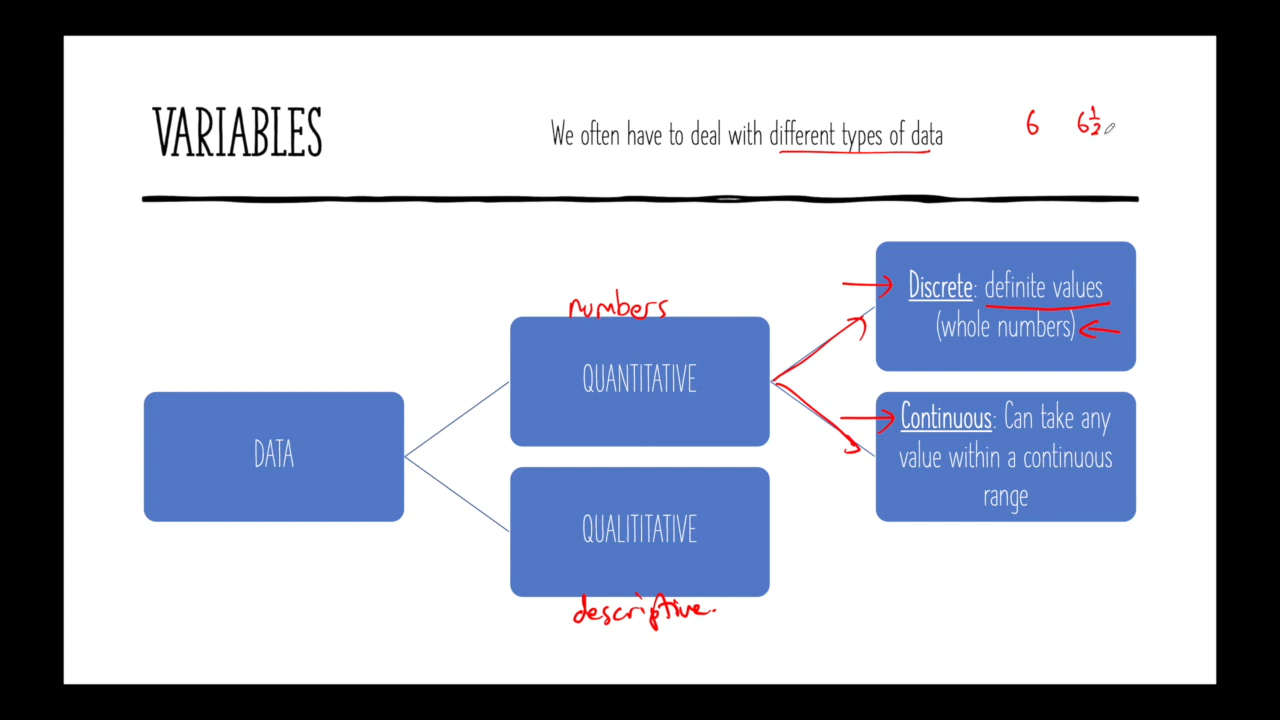 VARIABLES
We often have to deal with different types of data
6 6½
numbers
Discrete: definite values
(whole numbers)
QUANTITATIVE
DATA
Continuous: Can take any
value within a continuous
range
QUALITITATIVE
descriptive.